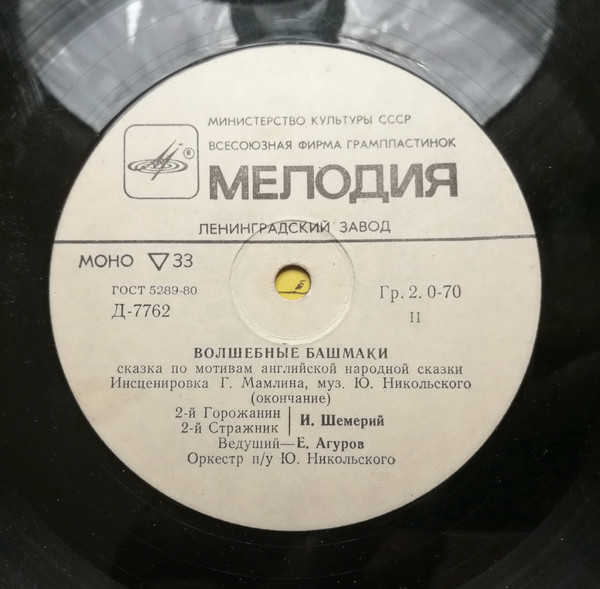 МИНИСТЕРСТВО КУЛЬТУРЫ СССР
ВСЕСОЮЗНАЯ ФИРМА ГРАМПЛАСТИНОК
®
МЕЛОДИЯ
ЛЕНИНГРАДСКИЙ ЗАВОД
МОНО ▽ 33
ГОСТ 5289-80
Д-7762
Гр. 2. 0-70
II
ВОЛШЕБНЫЕ БАШМАКИ
сказка по мотивам английской народной сказки
Инсценировка Г. Мамлина, муз. Ю. Никольского
(окончание)
2-й Горожанин
2-й Стражник
И. Шемерий
Ведущий—Е. Агуров
Оркестр п/у Ю. Никольского